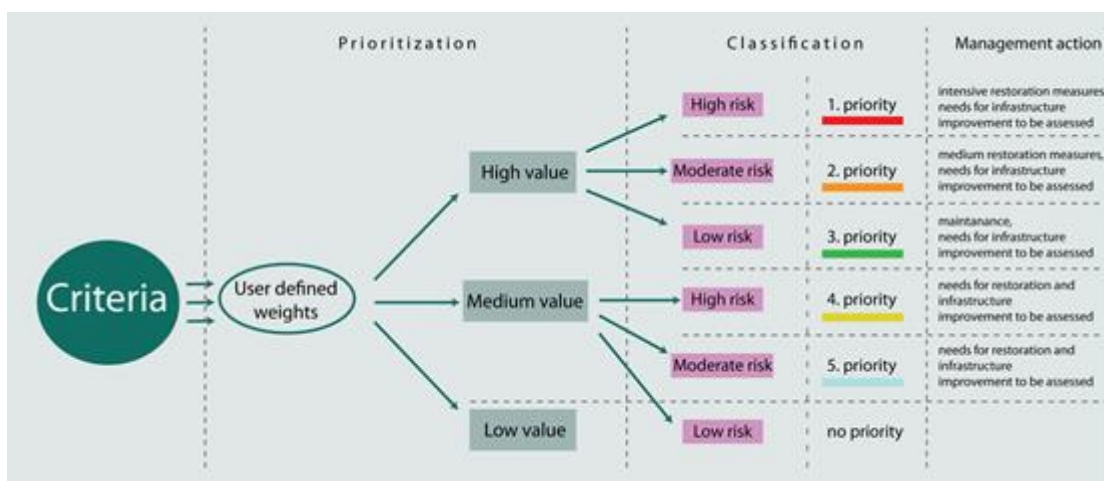 Prioritization
Classification
Management action
Criteria
User defined
weights
High value
Medium value
Low value
High risk
1. priority
intensive restoration measures
needs for infrastructure
improvement to be assessed
Moderate risk
2. priority
medium restoration measures,
needs for infrastructure
improvement to be assessed
Low risk
3. priority
maintanance,
needs for infrastructure
improvement to be assessed
High risk
4. priority
needs for restoration and
infrastructure
improvement to be assessed
Moderate risk
5. priority
needs for restoration and
infrastructure
improvement to be assessed
Low risk
no priority